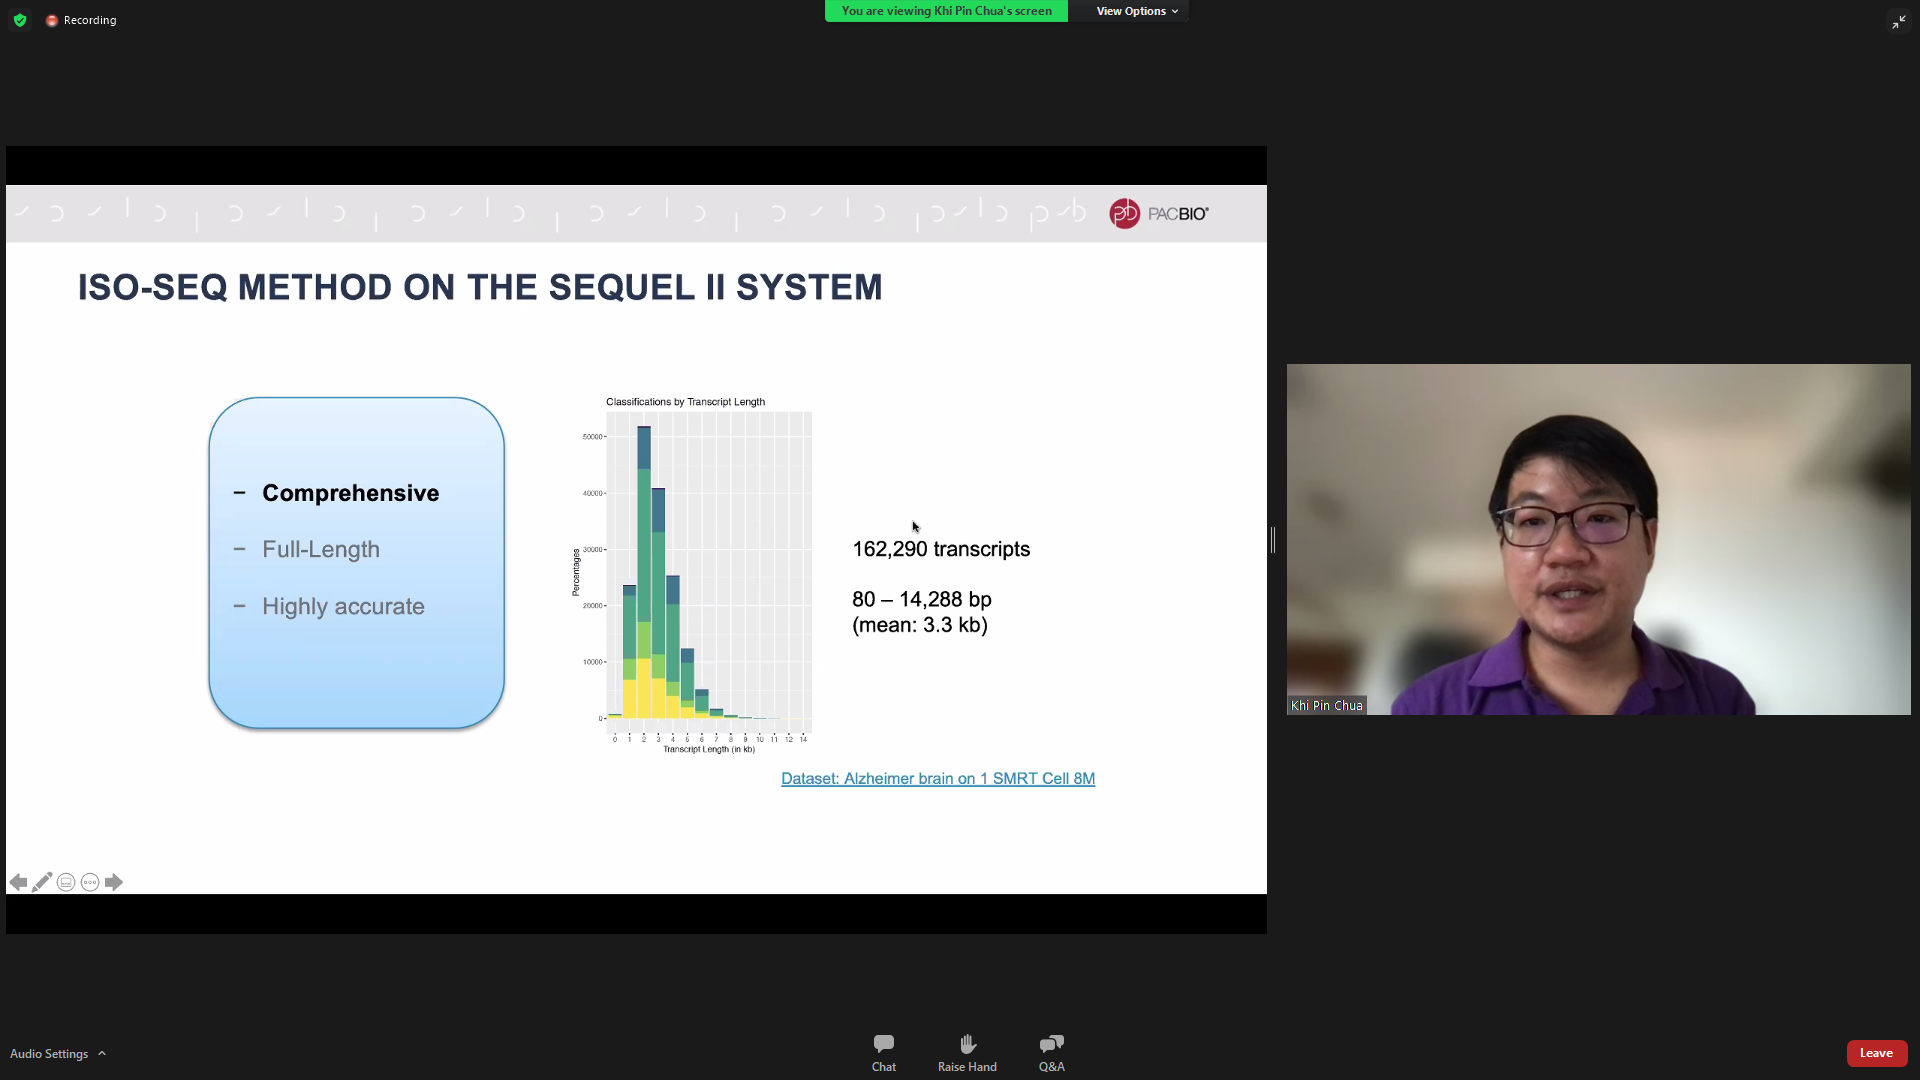 Recording
You are viewing Khi Pin Chua's screen
View Options
PACBIO®
ISO-SEQ METHOD ON THE SEQUEL II SYSTEM
– Comprehensive
– Full-Length
– Highly accurate
Classifications by Transcript Length
50000
40000
30000
20000
10000
0
Percentages
0 1 2 3 4 5 6 7 8 9 10 11 12 14
Transcript Length (in kb)
162,290 transcripts
80 – 14,288 bp
(mean: 3.3 kb)
Dataset: Alzheimer brain on 1 SMRT Cell 8M
Khi Pin Chua
Audio Settings
Chat
Raise Hand
Q&A
Leave